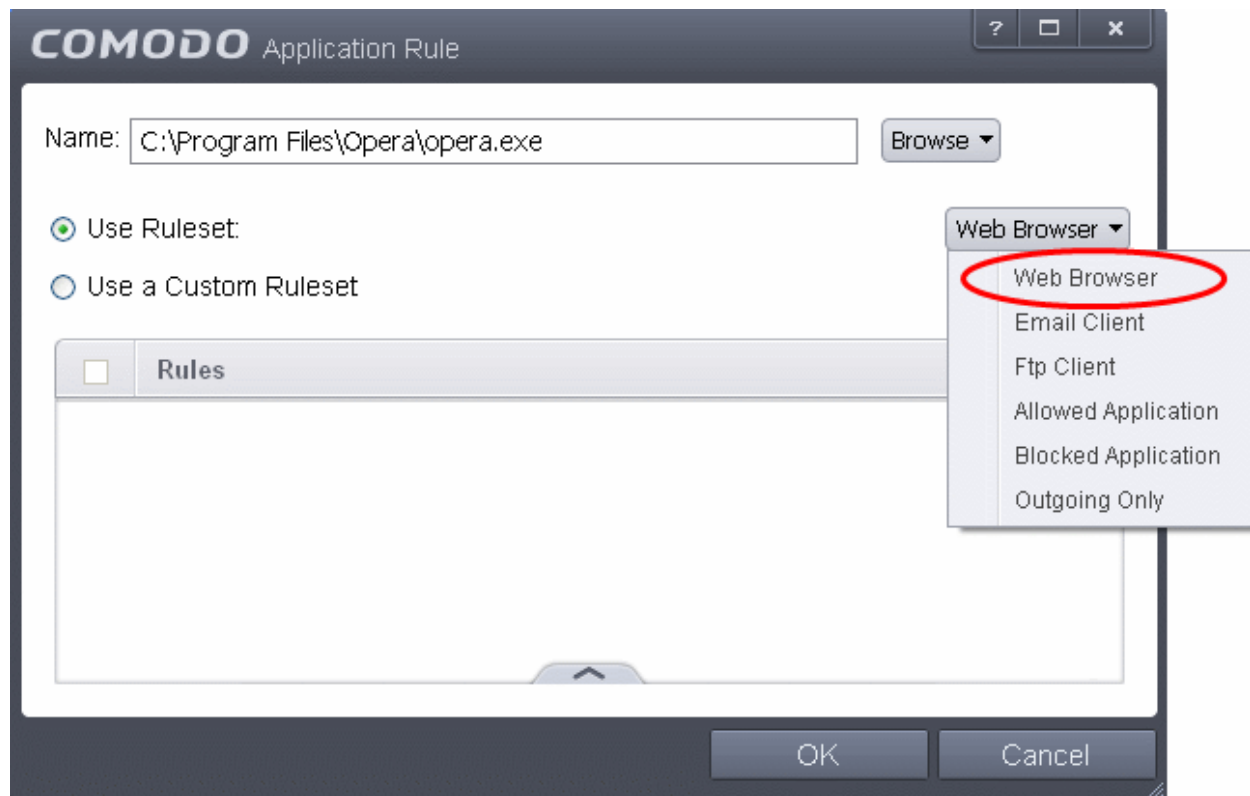 COMODO Application Rule
?
x
Name: C:\Program Files\Opera\opera.exe Browse
Use Ruleset: Web Browser
Use a Custom Ruleset
Web Browser
Email Client
Ftp Client
Allowed Application
Blocked Application
Outgoing Only
Rules
OK Cancel